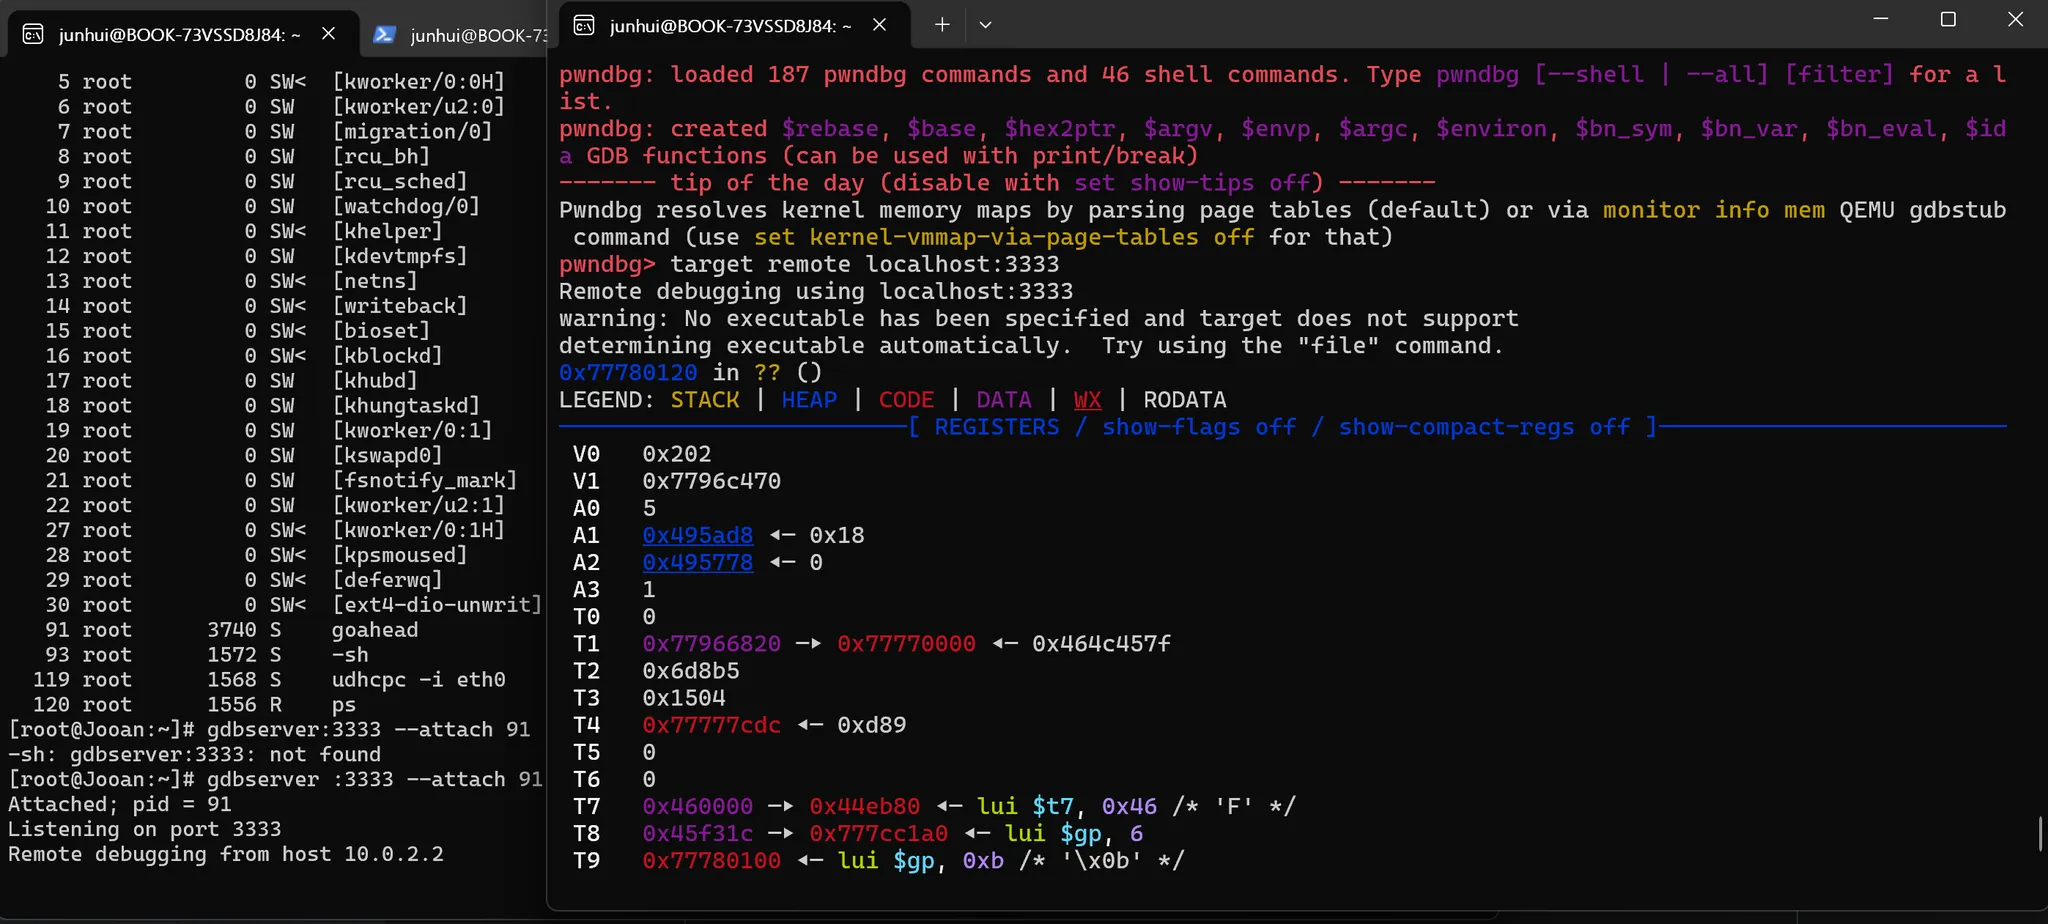 junhui@BOOK-73VSSD8J84: ~
junhui@BOOK-73
5 root 0 SW< [kworker/0:0H]
6 root 0 SW [kworker/u2:0]
7 root 0 SW [migration/0]
8 root 0 SW [rcu_bh]
9 root 0 SW [rcu_sched]
10 root 0 SW [watchdog/0]
11 root 0 SW< [khelper]
12 root 0 SW [kdevtmpfs]
13 root 0 SW< [netns]
14 root 0 SW< [writeback]
15 root 0 SW< [bioset]
16 root 0 SW< [kblockd]
17 root 0 SW [khubd]
18 root 0 SW [khungtaskd]
19 root 0 SW [kworker/0:1]
20 root 0 SW [kswapd0]
21 root 0 SW [fsnotify_mark]
22 root 0 SW [kworker/u2:1]
27 root 0 SW< [kworker/0:1H]
28 root 0 SW< [kpsmoused]
29 root 0 SW< [deferwq]
30 root 0 SW< [ext4-dio-unwrit]
91 root 3740 S goahead
93 root 1572 S -sh
119 root 1568 S udhcpc -i eth0
120 root 1556 R ps
[root@Jooan:~]# gdbserver:3333 --attach 91
-sh: gdbserver:3333: not found
[root@Jooan:~]# gdbserver :3333 --attach 91
Attached; pid = 91
Listening on port 3333
Remote debugging from host 10.0.2.2
junhui@BOOK-73VSSD8J84: ~
pwndbg: loaded 187 pwndbg commands and 46 shell commands. Type pwndbg [--shell | --all] [filter] for a l
ist.
pwndbg: created $rebase, $base, $hex2ptr, $argv, $envp, $argc, $environ, $bn_sym, $bn_var, $bn_eval, $id
a GDB functions (can be used with print/break)
------- tip of the day (disable with set show-tips off) -------
Pwndbg resolves kernel memory maps by parsing page tables (default) or via monitor info mem QEMU gdbstub
command (use set kernel-vmmap-via-page-tables off for that)
pwndbg> target remote localhost:3333
Remote debugging using localhost:3333
warning: No executable has been specified and target does not support
determining executable automatically.  Try using the "file" command.
0x77780120 in ?? ()
LEGEND: STACK | HEAP | CODE | DATA | WX | RODATA
[ REGISTERS / show-flags off / show-compact-regs off ]
V0 0x202
V1 0x7796c470
A0 5
A1 0x495ad8 ◂— 0x18
A2 0x495778 ◂— 0
A3 1
T0 0
T1 0x77966820 —▸ 0x77770000 ◂— 0x464c457f
T2 0x6d8b5
T3 0x1504
T4 0x77777cdc ◂— 0xd89
T5 0
T6 0
T7 0x460000 —▸ 0x44eb80 ◂— lui $t7, 0x46 /* 'F' */
T8 0x45f31c —▸ 0x777cc1a0 ◂— lui $gp, 6
T9 0x77780100 ◂— lui $gp, 0xb /* '\x0b' */